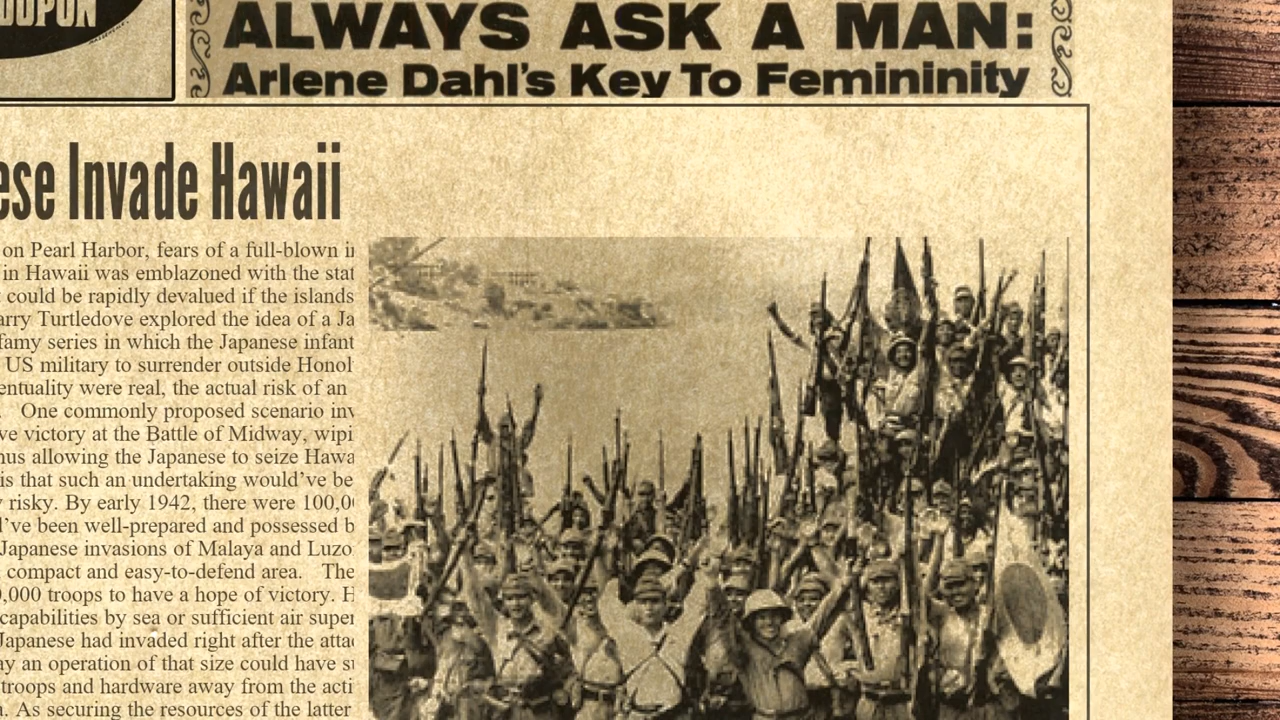 OUPON
ALWAYS ASK A MAN:
Arlene Dahl's Key To Femininity
ese Invade Hawaii
on Pearl Harbor, fears of a full-blown
in Hawaii was emblazoned with the stat
could be rapidly devalued if the islands
arry Turtledove explored the idea of a Ja
famy series in which the Japanese infant
US military to surrender outside Honol
entuality were real, the actual risk of an
. One commonly proposed scenario inv
ve victory at the Battle of Midway, wipi
hus allowing the Japanese to seize Hawa
is that such an undertaking would've be
y risky. By early 1942, there were 100,0
d've been well-prepared and possessed b
Japanese invasions of Malaya and Luzo
compact and easy-to-defend area. The
0,000 troops to have a hope of victory. H
capabilities by sea or sufficient air super
Japanese had invaded right after the atta
ay an operation of that size could have su
troops and hardware away from the acti
a. As securing the resources of the latter